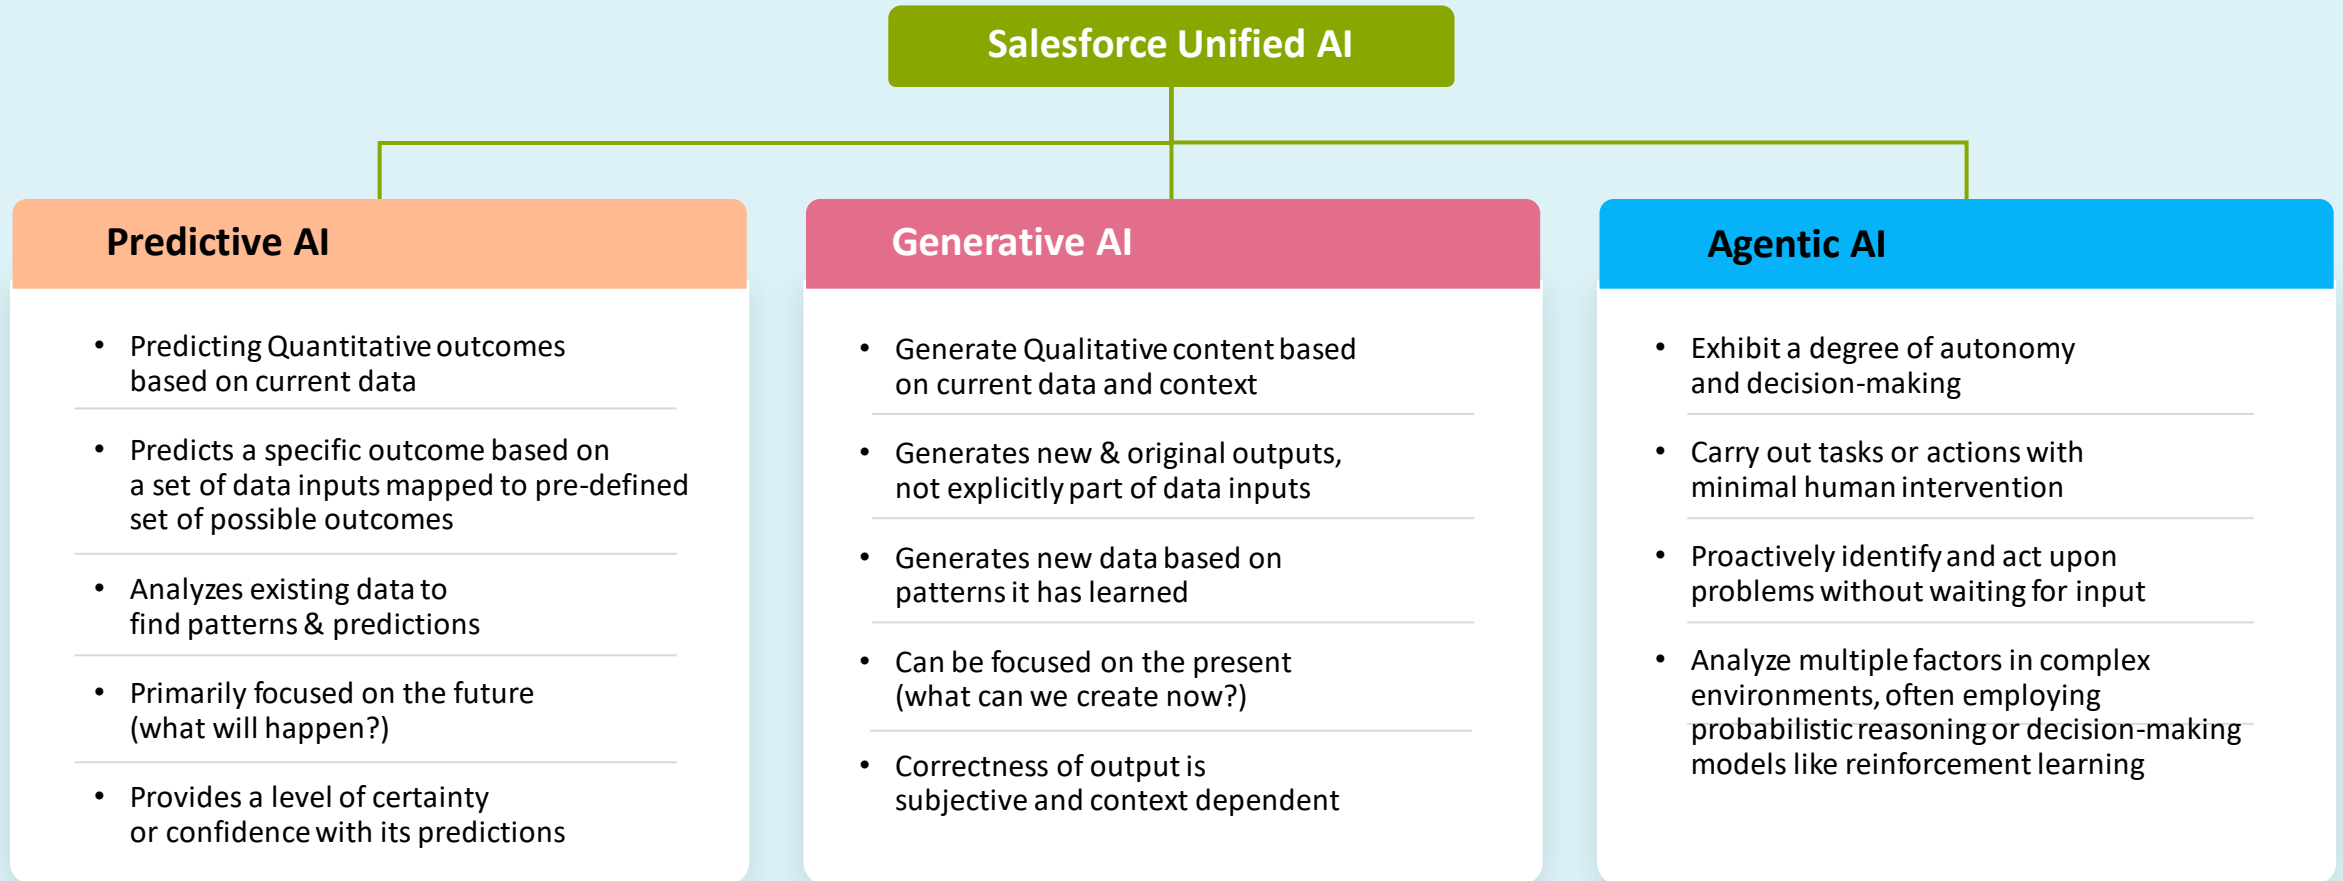 Salesforce Unified AI
Predictive AI
• Predicting Quantitative outcomes
based on current data
• Predicts a specific outcome based on
a set of data inputs mapped to pre-defined
set of possible outcomes
• Analyzes existing data to
find patterns & predictions
• Primarily focused on the future
(what will happen?)
• Provides a level of certainty
or confidence with its predictions
Generative AI
• Generate Qualitative content based
on current data and context
• Generates new & original outputs,
not explicitly part of data inputs
• Generates new data based on
patterns it has learned
• Can be focused on the present
(what can we create now?)
• Correctness of output is
subjective and context dependent
Agentic AI
• Exhibit a degree of autonomy
and decision-making
• Carry out tasks or actions with
minimal human intervention
• Proactively identify and act upon
problems without waiting for input
• Analyze multiple factors in complex
environments, often employing
probabilistic reasoning or decision-making
models like reinforcement learning